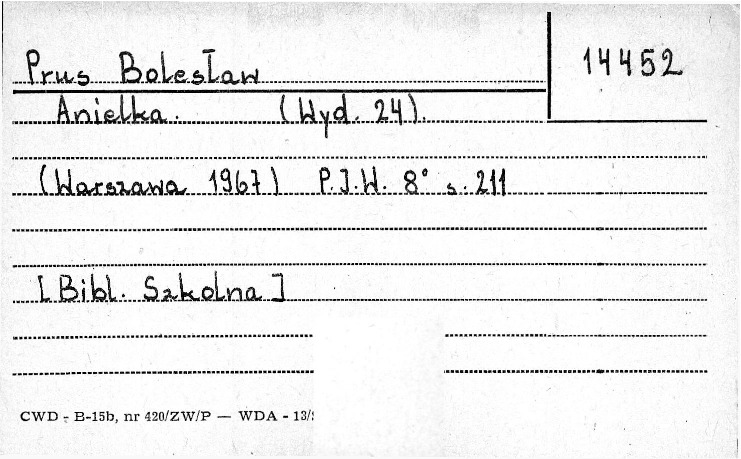 Prus Bolesław
14452
Anielka. (Wyd. 24).
(Warszawa 1967) P.I.W. 8° s. 211
[Bibl. Szkolna]
CWD - B-15b, nr 420/ZW/P — WDA - 13/